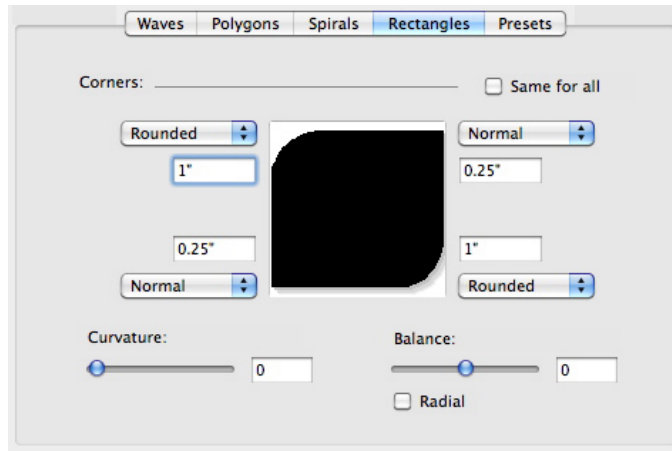 Waves Polygons Spirals Rectangles Presets
Corners: Same for all
Rounded Normal
1" 0.25"
0.25" 1"
Normal Rounded
Curvature: Balance:
0 0
Radial